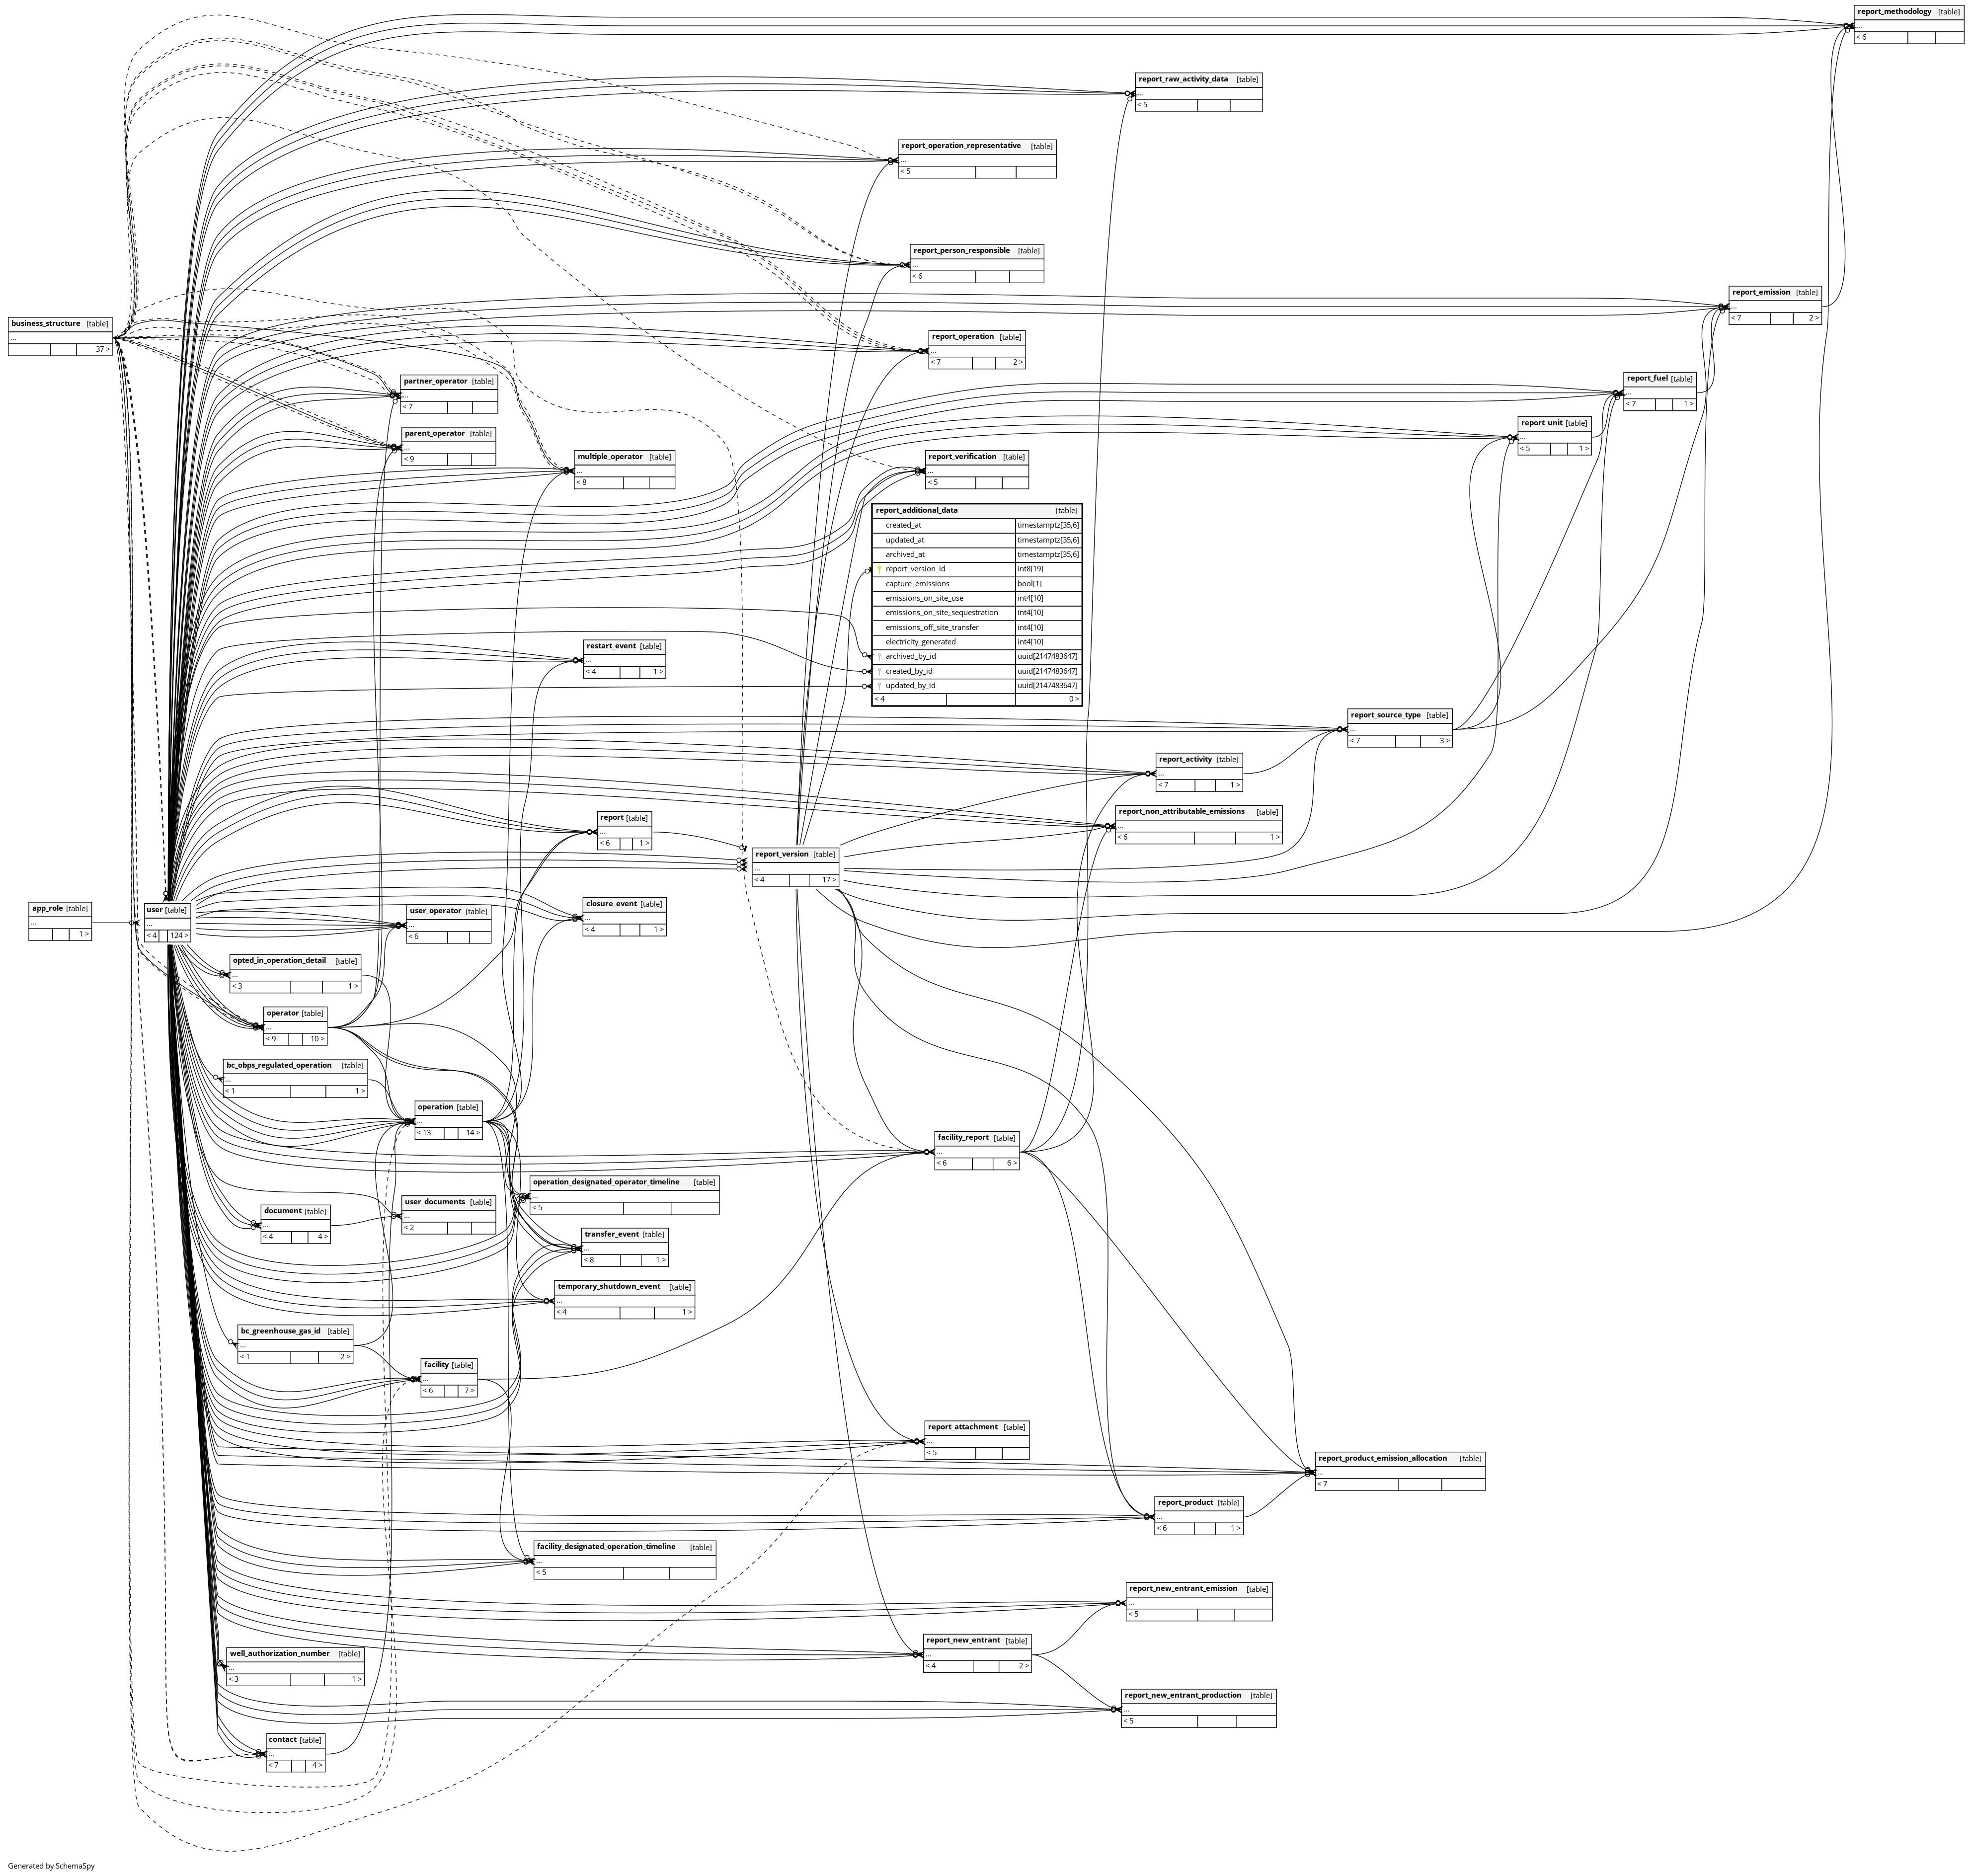 report_methodology [table]
...
< 6
report_raw_activity_data [table]
...
< 5
report_operation_representative [table]
...
< 5
report_person_responsible [table]
...
< 6
report_emission [table]
...
< 7 2 >
business_structure [table]
...
37 >
report_operation [table]
...
< 7 2 >
report_fuel [table]
...
< 7 1 >
partner_operator [table]
...
< 7
report_unit [table]
...
< 5 1 >
parent_operator [table]
...
< 9
multiple_operator [table]
...
< 8
report_verification [table]
...
< 5
report_additional_data [table]
created_at timestamptz[35,6]
updated_at timestamptz[35,6]
archived_at timestamptz[35,6]
report_version_id int8[19]
capture_emissions bool[1]
emissions_on_site_use int4[10]
emissions_on_site_sequestration int4[10]
emissions_off_site_transfer int4[10]
electricity_generated int4[10]
archived_by_id uuid[2147483647]
created_by_id uuid[2147483647]
updated_by_id uuid[2147483647]
< 4 0 >
restart_event [table]
...
< 4 1 >
report_source_type [table]
...
< 7 3 >
report_activity [table]
...
< 7 1 >
report_non_attributable_emissions [table]
...
< 6 1 >
report [table]
...
< 6 1 >
report_version [table]
...
< 4 17 >
app_role [table]
...
1 >
user [table]
...
< 4 124 >
user_operator [table]
...
< 6
closure_event [table]
...
< 4 1 >
opted_in_operation_detail [table]
...
< 3 1 >
operator [table]
...
< 9 10 >
bc_obps_regulated_operation [table]
...
< 1 1 >
operation [table]
...
< 13 14 >
facility_report [table]
...
< 6 6 >
operation_designated_operator_timeline [table]
...
< 5
user_documents [table]
...
< 2
document [table]
...
< 4 4 >
transfer_event [table]
...
< 8 1 >
temporary_shutdown_event [table]
...
< 4 1 >
bc_greenhouse_gas_id [table]
...
< 1 2 >
facility [table]
...
< 6 7 >
report_attachment [table]
...
< 5
report_product_emission_allocation [table]
...
< 7
report_product [table]
...
< 6 1 >
facility_designated_operation_timeline [table]
...
< 5
report_new_entrant_emission [table]
...
< 5
report_new_entrant [table]
...
< 4 2 >
well_authorization_number [table]
...
< 3 1 >
report_new_entrant_production [table]
...
< 5
contact [table]
...
< 7 4 >
Generated by SchemaSpy